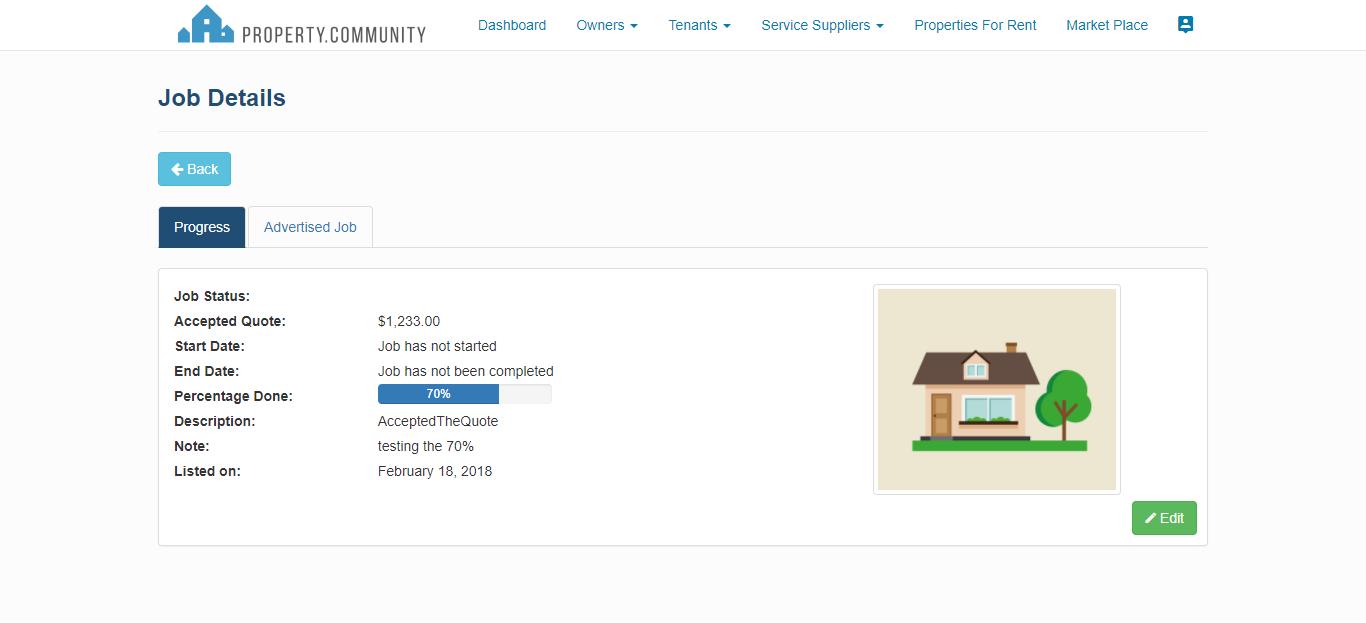 PROPERTY.COMMUNITY Dashboard Owners Tenants Service Suppliers Properties For Rent Market Place
Job Details
Back
Progress Advertised Job
Job Status:
Accepted Quote: $1,233.00
Start Date: Job has not started
End Date: Job has not been completed
Percentage Done: 70%
Description: AcceptedTheQuote
Note: testing the 70%
Listed on: February 18, 2018
Edit